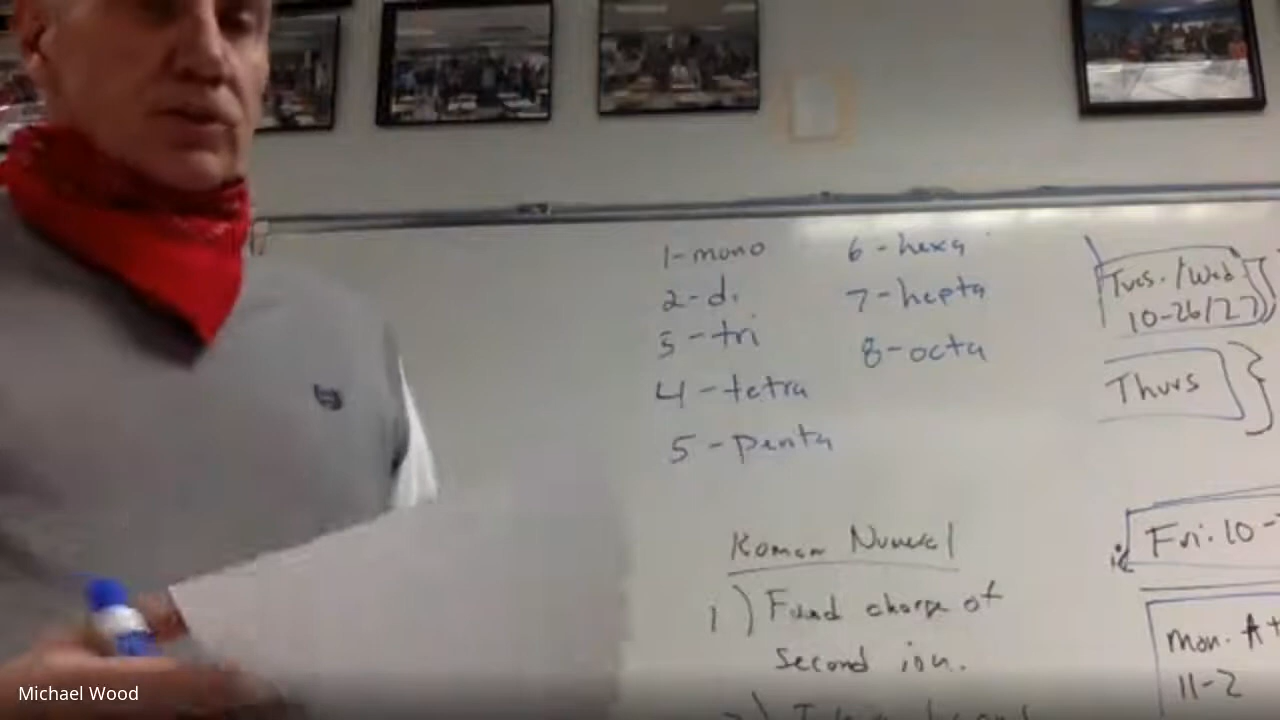 1-mono
2-di
3-tri
4-tetra
5-penta
6-hexa
7-hepta
8-octa
Roman Numeral
1) Find charge of
second ion.
Tues./Wed
10-26/27
Thurs
Fri. 10-
Mon. A+
11-2
Michael Wood